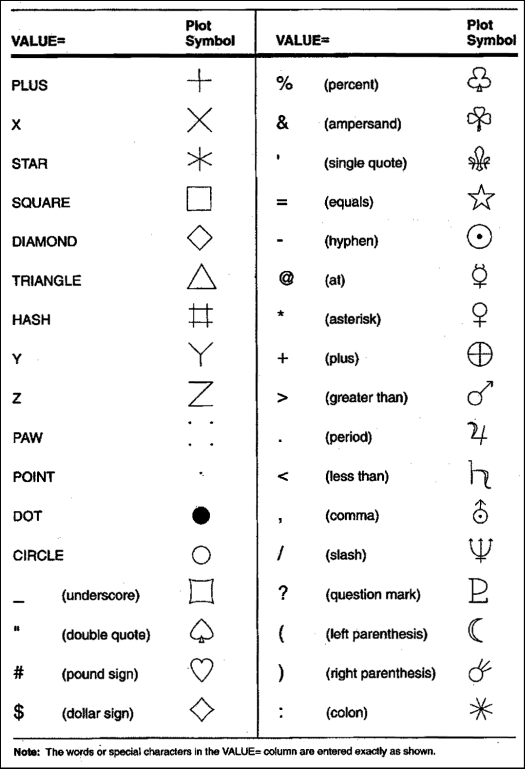 VALUE= Plot Symbol VALUE= Plot Symbol
PLUS % (percent)
X & (ampersand)
STAR ' (single quote)
SQUARE = (equals)
DIAMOND - (hyphen)
TRIANGLE @ (at)
HASH * (asterisk)
Y + (plus)
Z > (greater than)
PAW . (period)
POINT < (less than)
DOT , (comma)
CIRCLE / (slash)
_ (underscore) ? (question mark)
" (double quote) ( (left parenthesis)
# (pound sign) ) (right parenthesis)
$ (dollar sign) : (colon)
Note: The words or special characters in the VALUE= column are entered exactly as shown.